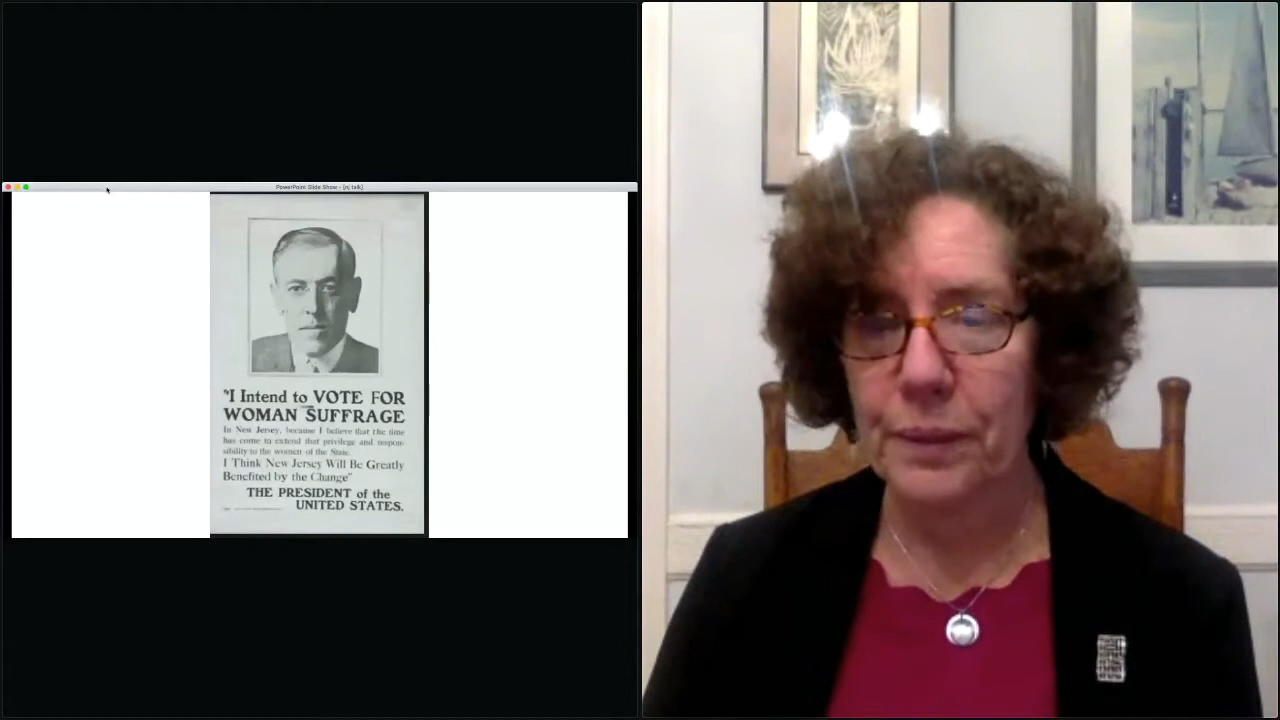 PowerPoint Slide Show - [nj talk]
"I Intend to VOTE FOR
WOMAN SUFFRAGE
In New Jersey, because I believe that the time
has come to extend that privilege and respon-
sibility to the women of the State.
I Think New Jersey Will Be Greatly
Benefited by the Change"
THE PRESIDENT of the
UNITED STATES.